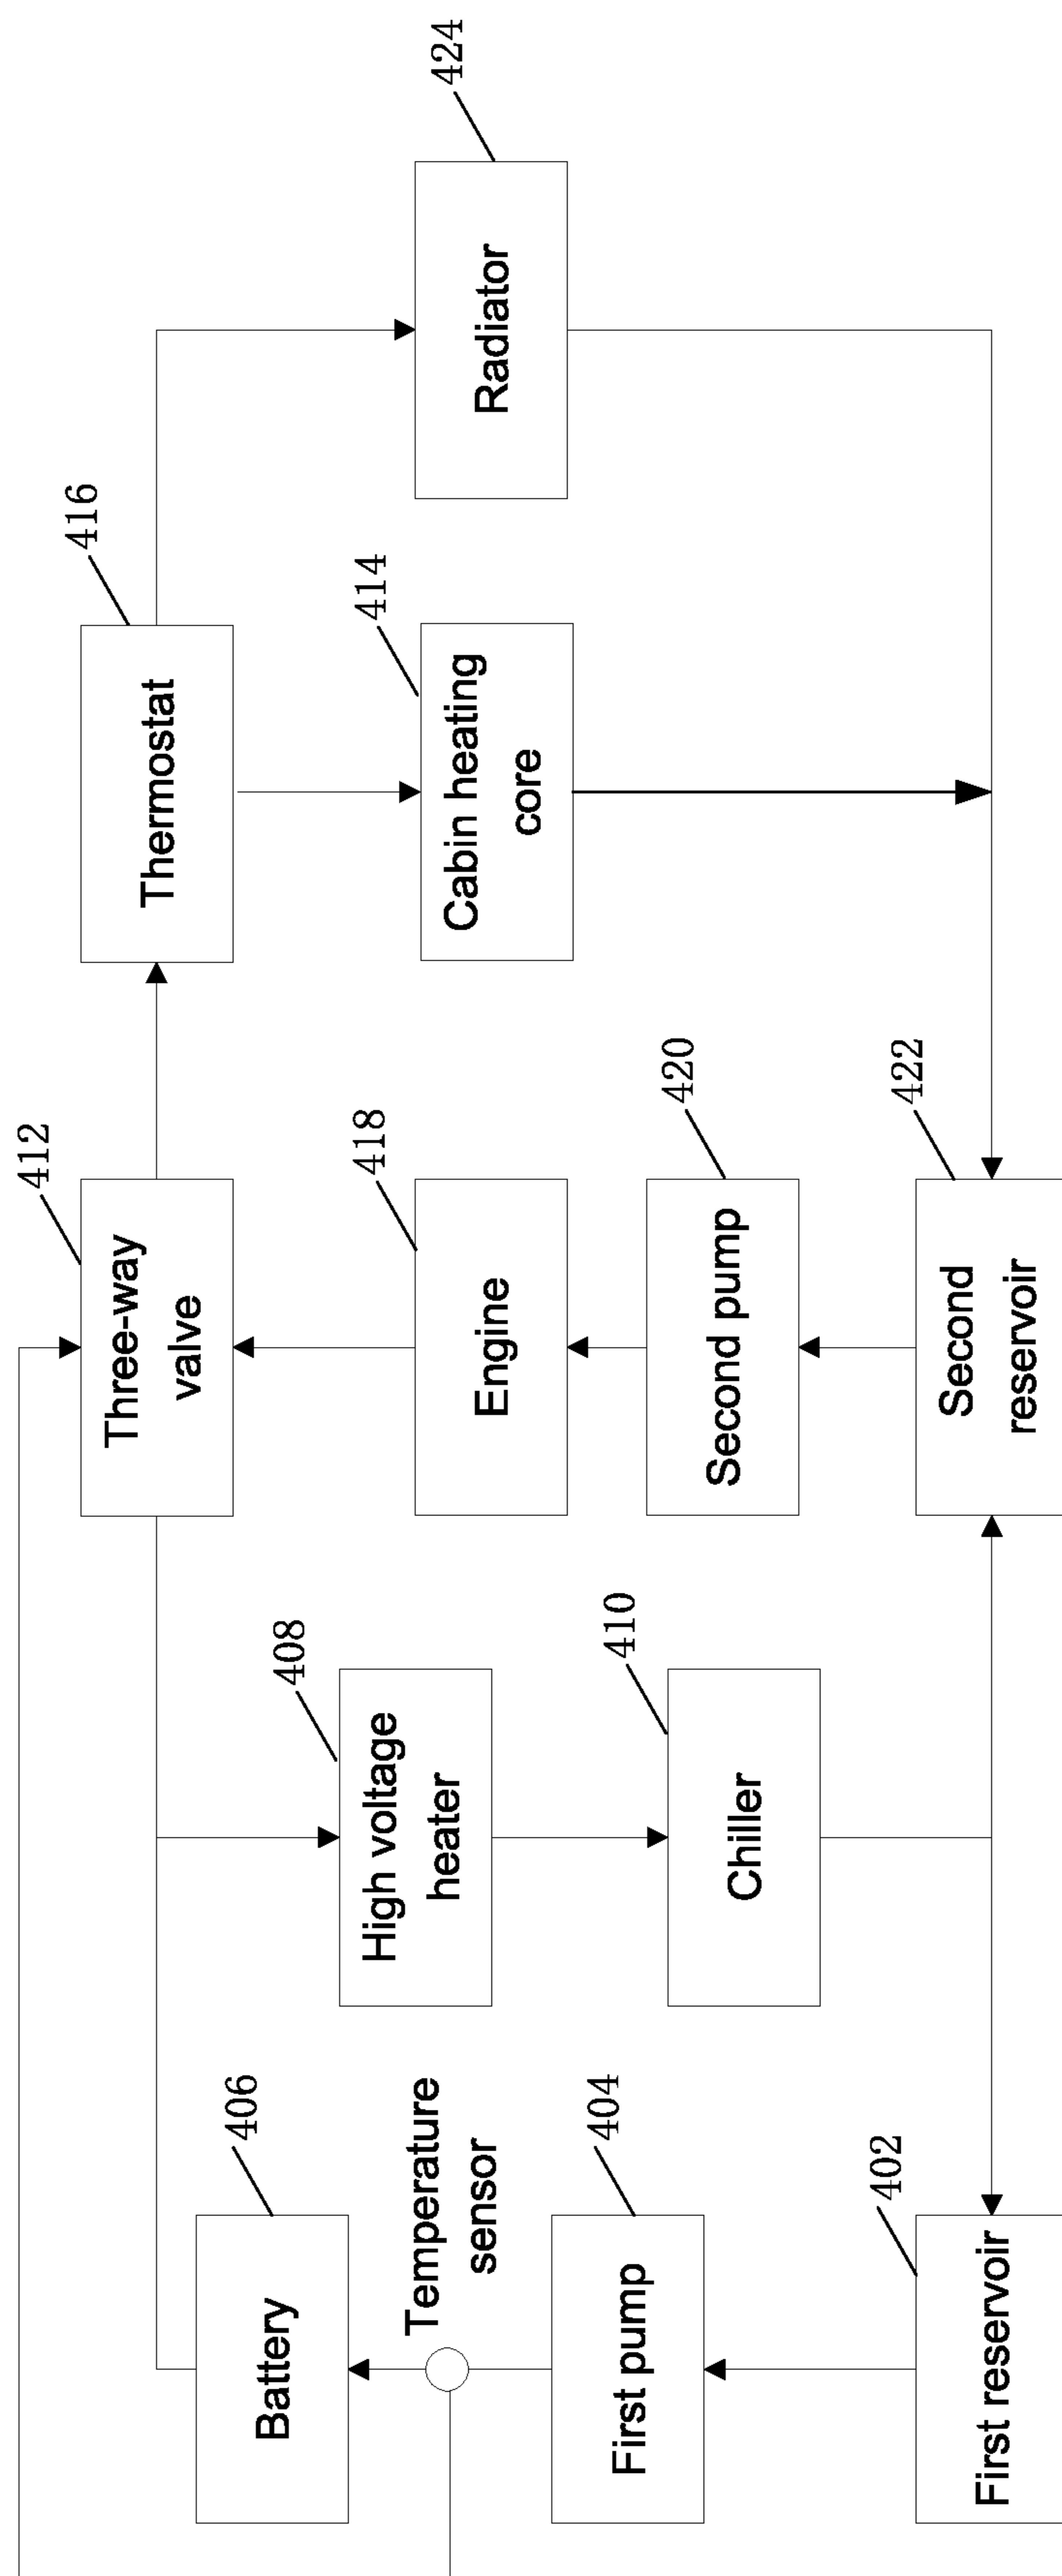 412
416
Three-way
valve
Thermostat
406
Battery
408
High voltage
heater
418
Engine
414
Cabin heating
core
424
Radiator
Temperature
sensor
404
First pump
410
Chiller
420
Second pump
402
First reservoir
422
Second
reservoir